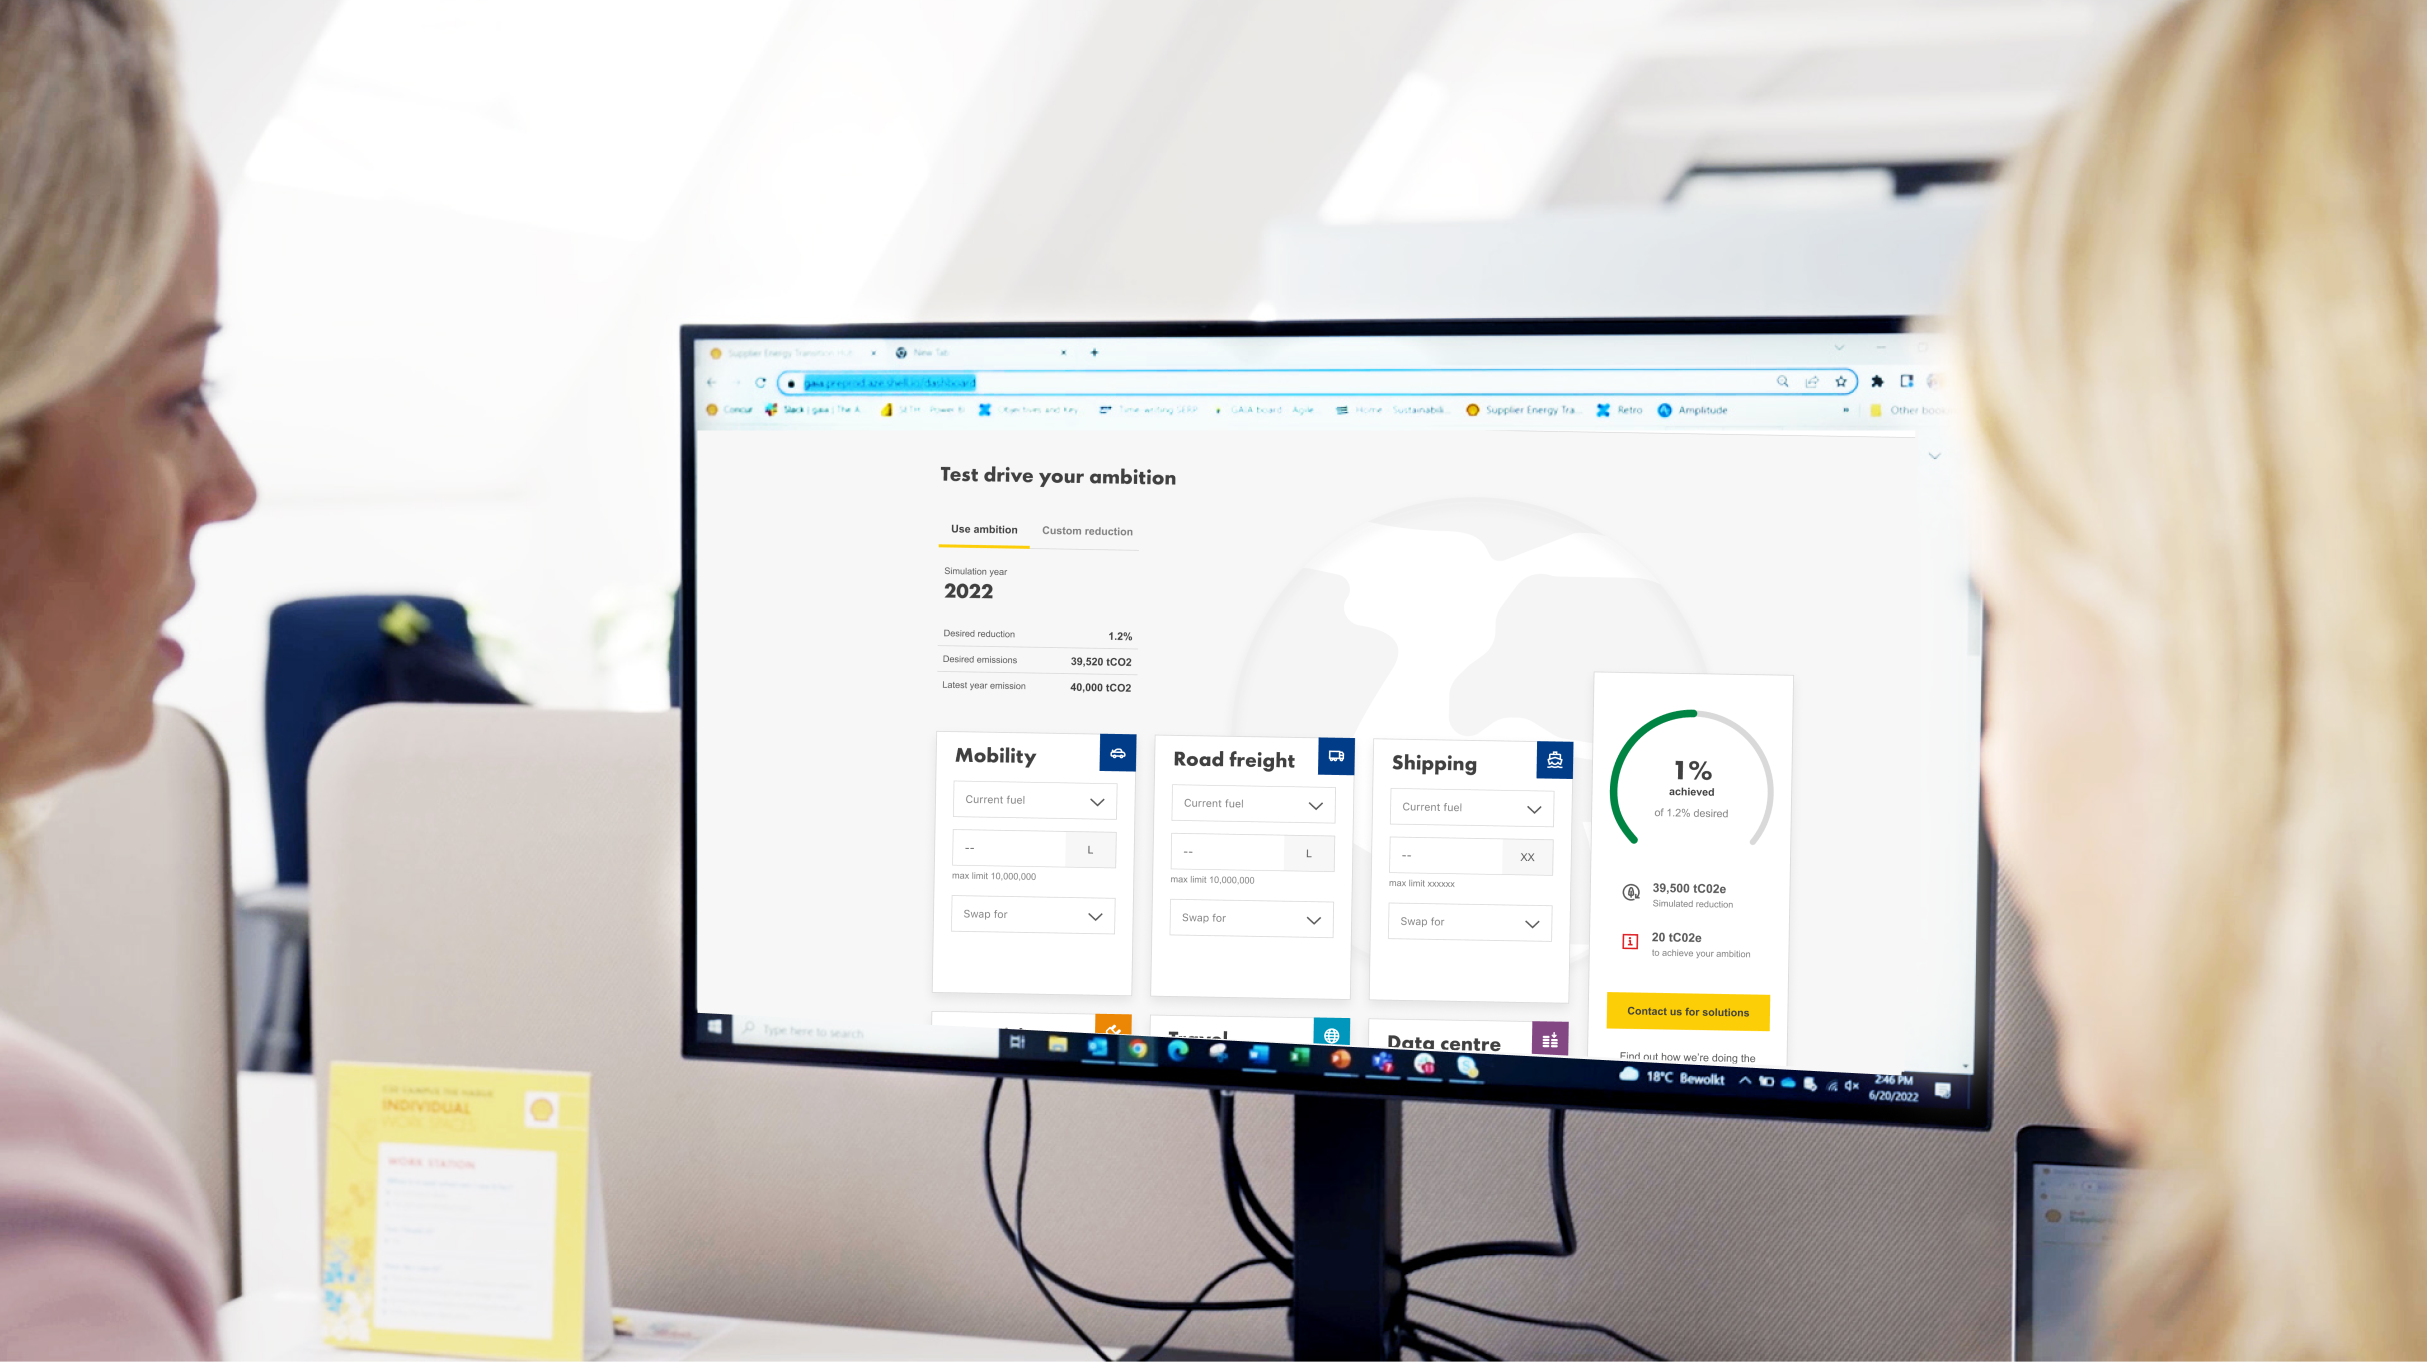 Supplier Energy Transition Hub
New Tab
gaia.preprod.aze.shell.io/dashboard
Concur
Slack | gaia | The A...
SETH - Power B
Objectives and Key
Time-writing SERP
GAIA board - Agile
Home - Sustainabili...
Supplier Energy Tra...
Retro
Amplitude
»
Other boo
Test drive your ambition
Use ambition
Custom reduction
Simulation year
2022
Desired reduction 1.2%
Desired emissions 39,520 tCO2
Latest year emission 40,000 tCO2
Mobility
Current fuel
-- L
max limit 10,000,000
Swap for
Road freight
Current fuel
-- L
max limit 10,000,000
Swap for
Shipping
Current fuel
-- XX
max limit xxxxxx
Swap for
1%
achieved
of 1.2% desired
39,500 tC02e
Simulated reduction
20 tC02e
to achieve your ambition
Contact us for solutions
Find out how we're doing the
Travel
Data centre
Type here to search
18°C Bewolkt
2:46 PM
6/20/2022
INDIVIDUAL
WORK SPACES
WORK STATION